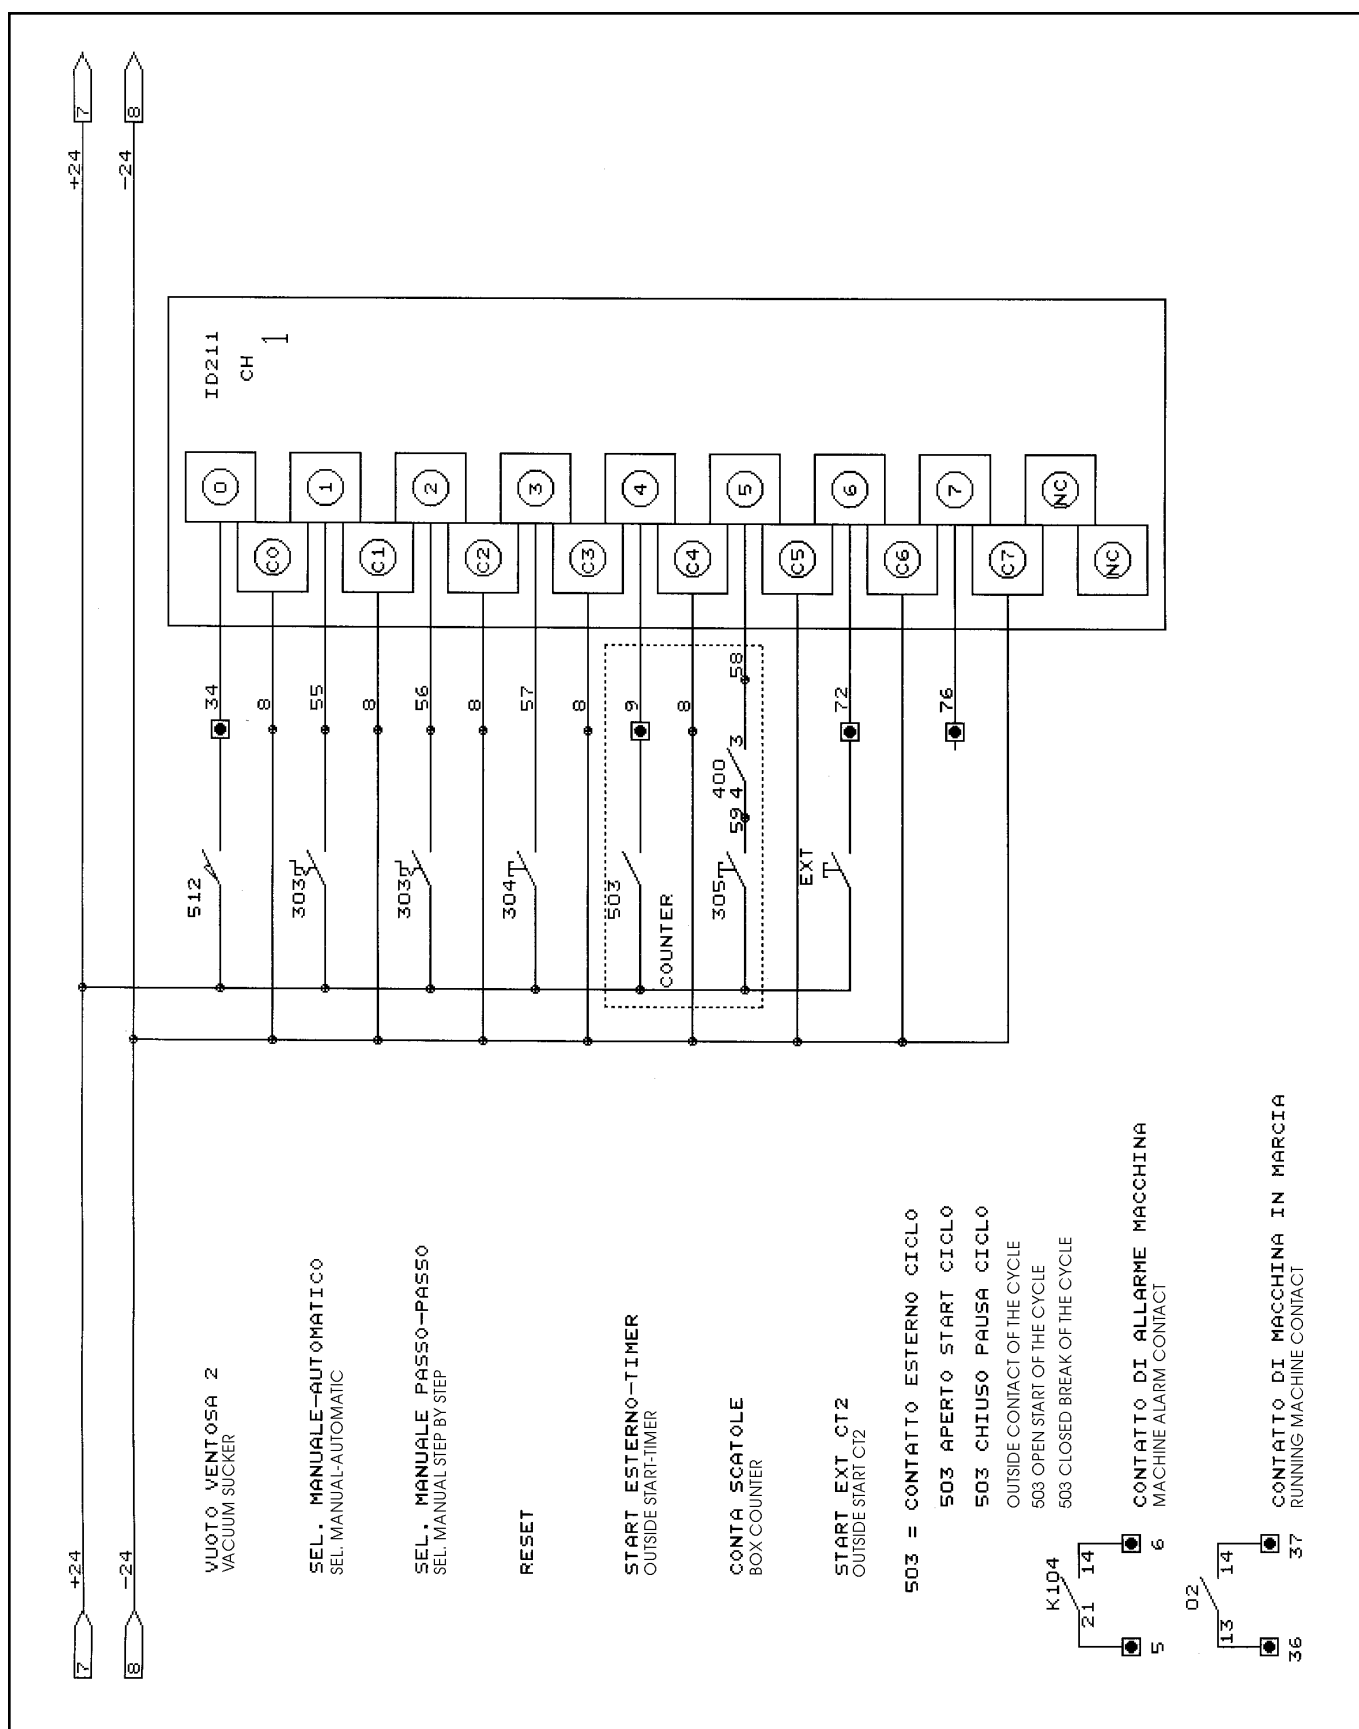 7
+24
+24
7
8
-24
-24
8
VUOTO VENTOSA 2
VACUUM SUCKER
512
34
0
ID211
CH
1
8
C0
SEL. MANUALE-AUTOMATICO
SEL. MANUAL-AUTOMATIC
303
55
1
8
C1
SEL. MANUALE PASSO-PASSO
SEL. MANUAL STEP BY STEP
303
56
2
8
C2
RESET
304
57
3
8
C3
START ESTERNO-TIMER
OUTSIDE START-TIMER
503
9
4
COUNTER
8
C4
CONTA SCATOLE
BOX COUNTER
305
59
4
400
3
58
5
C5
START EXT CT2
OUTSIDE START CT2
EXT
72
6
C6
76
7
C7
NC
NC
503 = CONTATTO ESTERNO CICLO
503 APERTO START CICLO
503 CHIUSO PAUSA CICLO
OUTSIDE CONTACT OF THE CYCLE
503 OPEN START OF THE CYCLE
503 CLOSED BREAK OF THE CYCLE
K104
21
14
5
6
CONTATTO DI ALLARME MACCHINA
MACHINE ALARM CONTACT
02
13
14
36
37
CONTATTO DI MACCHINA IN MARCIA
RUNNING MACHINE CONTACT